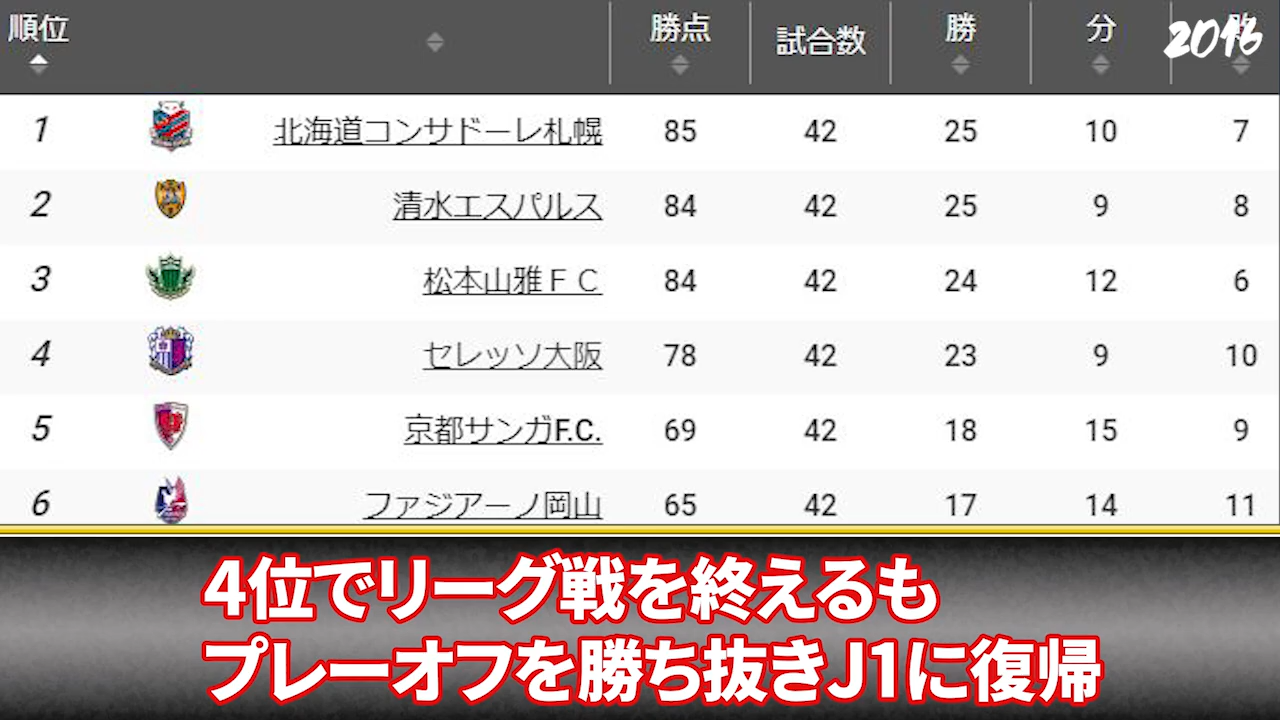 順位 勝点 試合数 勝 分 2016
1 北海道コンサドーレ札幌 85 42 25 10 7
2 清水エスパルス 84 42 25 9 8
3 松本山雅ＦＣ 84 42 24 12 6
4 セレッソ大阪 78 42 23 9 10
5 京都サンガF.C. 69 42 18 15 9
6 ファジアーノ岡山 65 42 17 14 11
4位でリーグ戦を終えるも
プレーオフを勝ち抜きJ1に復帰